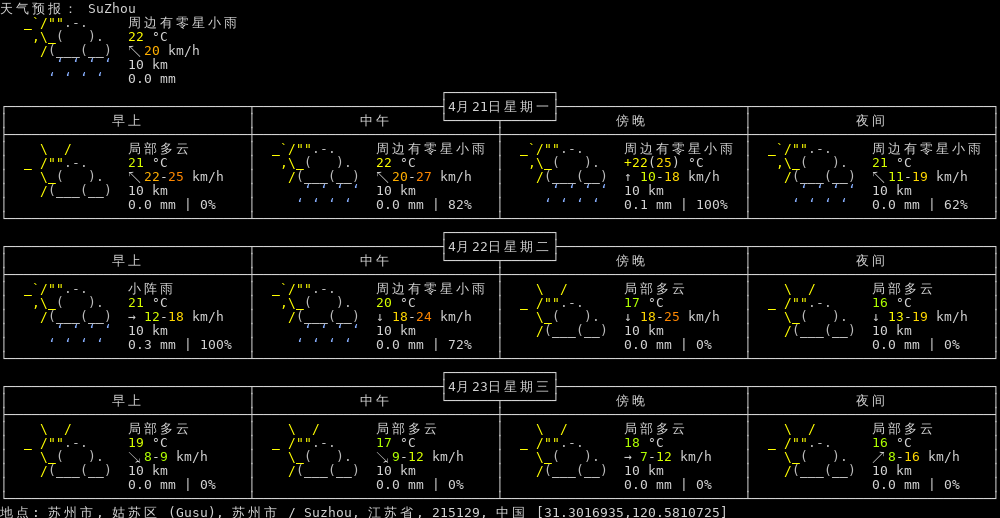 天气预报: SuZhou
周边有零星小雨
22 °C
↖ 20 km/h
10 km
0.0 mm
4月21日星期一
早上 中午 傍晚 夜间
局部多云 周边有零星小雨 周边有零星小雨 周边有零星小雨
21 °C 22 °C +22(25) °C 21 °C
↖ 22-25 km/h ↖ 20-27 km/h ↑ 10-18 km/h ↖ 11-19 km/h
10 km 10 km 10 km 10 km
0.0 mm | 0% 0.0 mm | 82% 0.1 mm | 100% 0.0 mm | 62%
4月22日星期二
早上 中午 傍晚 夜间
小阵雨 周边有零星小雨 局部多云 局部多云
21 °C 20 °C 17 °C 16 °C
→ 12-18 km/h ↓ 18-24 km/h ↓ 18-25 km/h ↓ 13-19 km/h
10 km 10 km 10 km 10 km
0.3 mm | 100% 0.0 mm | 72% 0.0 mm | 0% 0.0 mm | 0%
4月23日星期三
早上 中午 傍晚 夜间
局部多云 局部多云 局部多云 局部多云
19 °C 17 °C 18 °C 16 °C
↘ 8-9 km/h ↘ 9-12 km/h → 7-12 km/h ↗ 8-16 km/h
10 km 10 km 10 km 10 km
0.0 mm | 0% 0.0 mm | 0% 0.0 mm | 0% 0.0 mm | 0%
地点: 苏州市, 姑苏区 (Gusu), 苏州市 / Suzhou, 江苏省, 215129, 中国 [31.3016935,120.5810725]